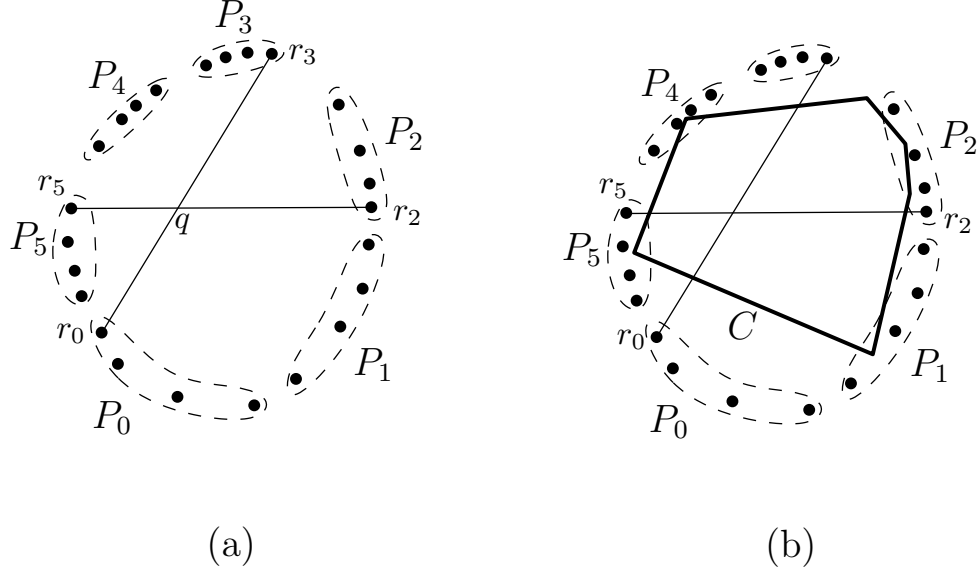 P₃
r₃
P₄
P₂
r₅
q
r₂
P₅
r₀
P₁
P₀
(a)
P₄
P₂
r₅
r₂
P₅
r₀
C
P₁
P₀
(b)